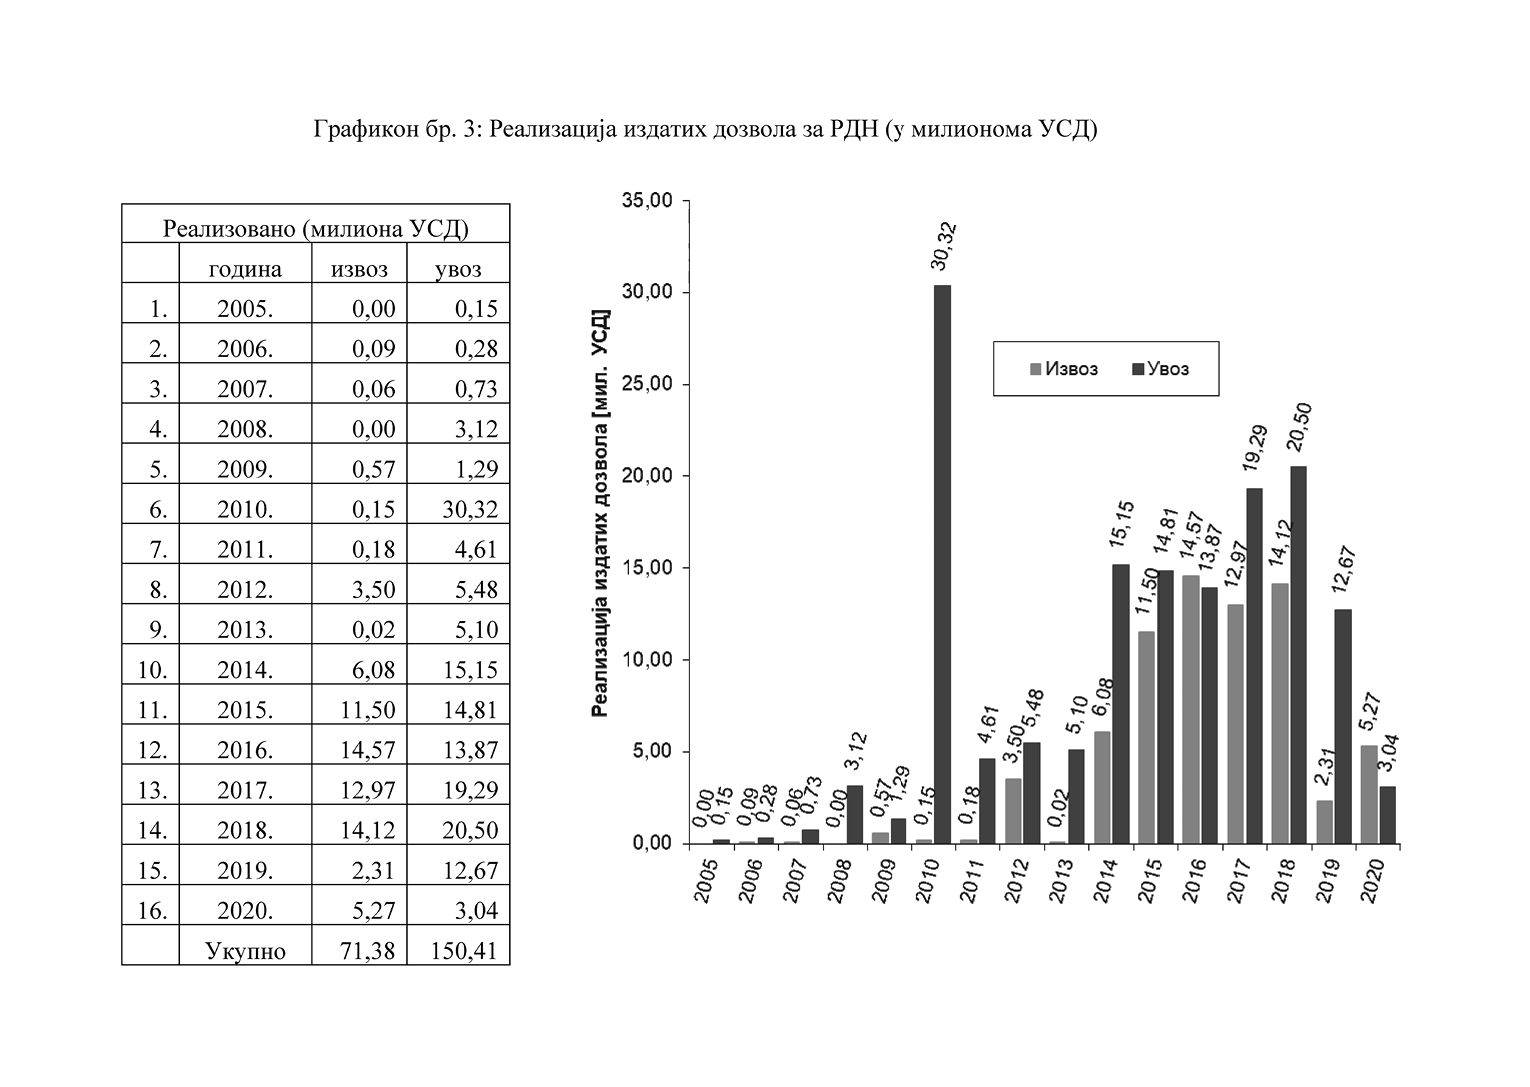 Графикон бр. 3: Реализација издатих дозвола за РДН (у милионома УСД)
Реализовано (милиона УСД)
година извоз увоз
1. 2005. 0,00 0,15
2. 2006. 0,09 0,28
3. 2007. 0,06 0,73
4. 2008. 0,00 3,12
5. 2009. 0,57 1,29
6. 2010. 0,15 30,32
7. 2011. 0,18 4,61
8. 2012. 3,50 5,48
9. 2013. 0,02 5,10
10. 2014. 6,08 15,15
11. 2015. 11,50 14,81
12. 2016. 14,57 13,87
13. 2017. 12,97 19,29
14. 2018. 14,12 20,50
15. 2019. 2,31 12,67
16. 2020. 5,27 3,04
Укупно 71,38 150,41
Реализација издатих дозвола [мил. УСД]
35,00
30,00
25,00
20,00
15,00
10,00
5,00
0,00
Извоз Увоз
0,00 0,15
0,09 0,28
0,06 0,73
0,00 3,12
0,57 1,29
0,15 30,32
0,18 4,61
3,50 5,48
0,02 5,10
6,08 15,15
11,50 14,81
14,57 13,87
12,97 19,29
14,12 20,50
2,31 12,67
5,27 3,04
2005 2006 2007 2008 2009 2010 2011 2012 2013 2014 2015 2016 2017 2018 2019 2020